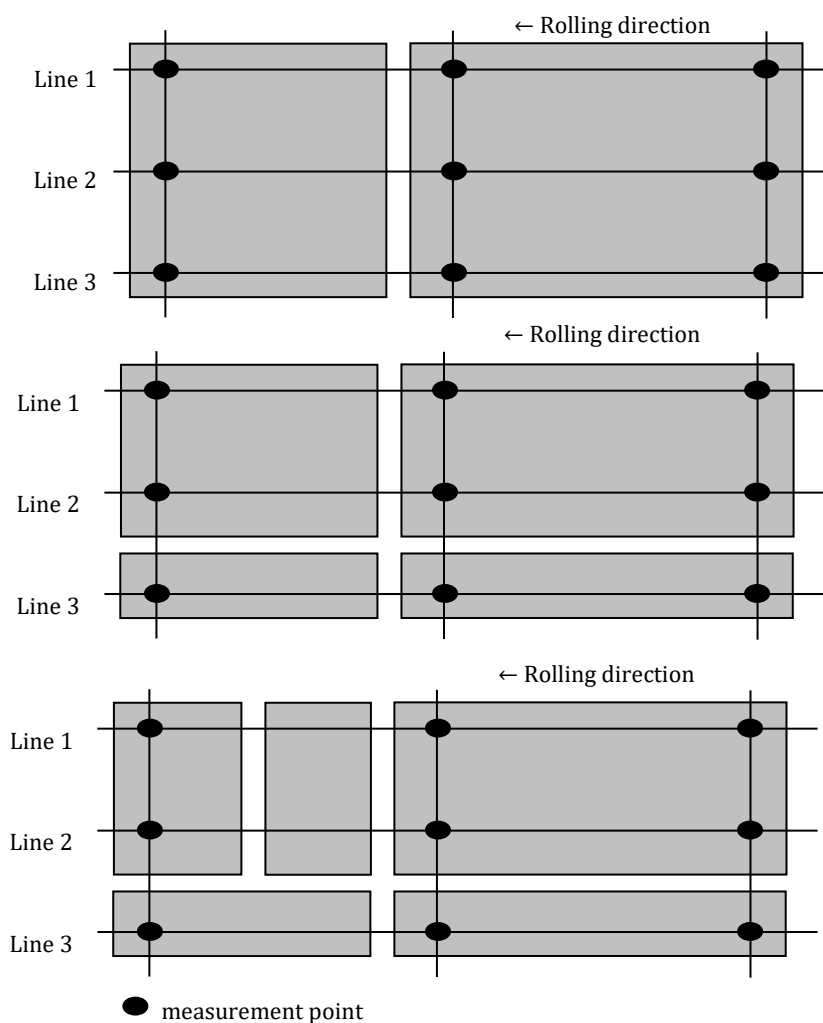 ← Rolling direction
Line 1
Line 2
Line 3
← Rolling direction
Line 1
Line 2
Line 3
← Rolling direction
Line 1
Line 2
Line 3
measurement point